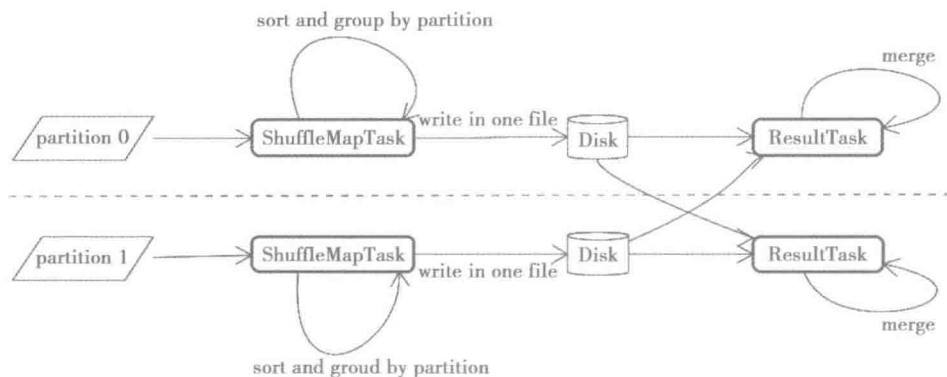 sort and group by partition
merge
partition 0
ShuffleMapTask
write in one file
Disk
ResultTask
partition 1
ShuffleMapTask
write in one file
Disk
ResultTask
merge
sort and groud by partition